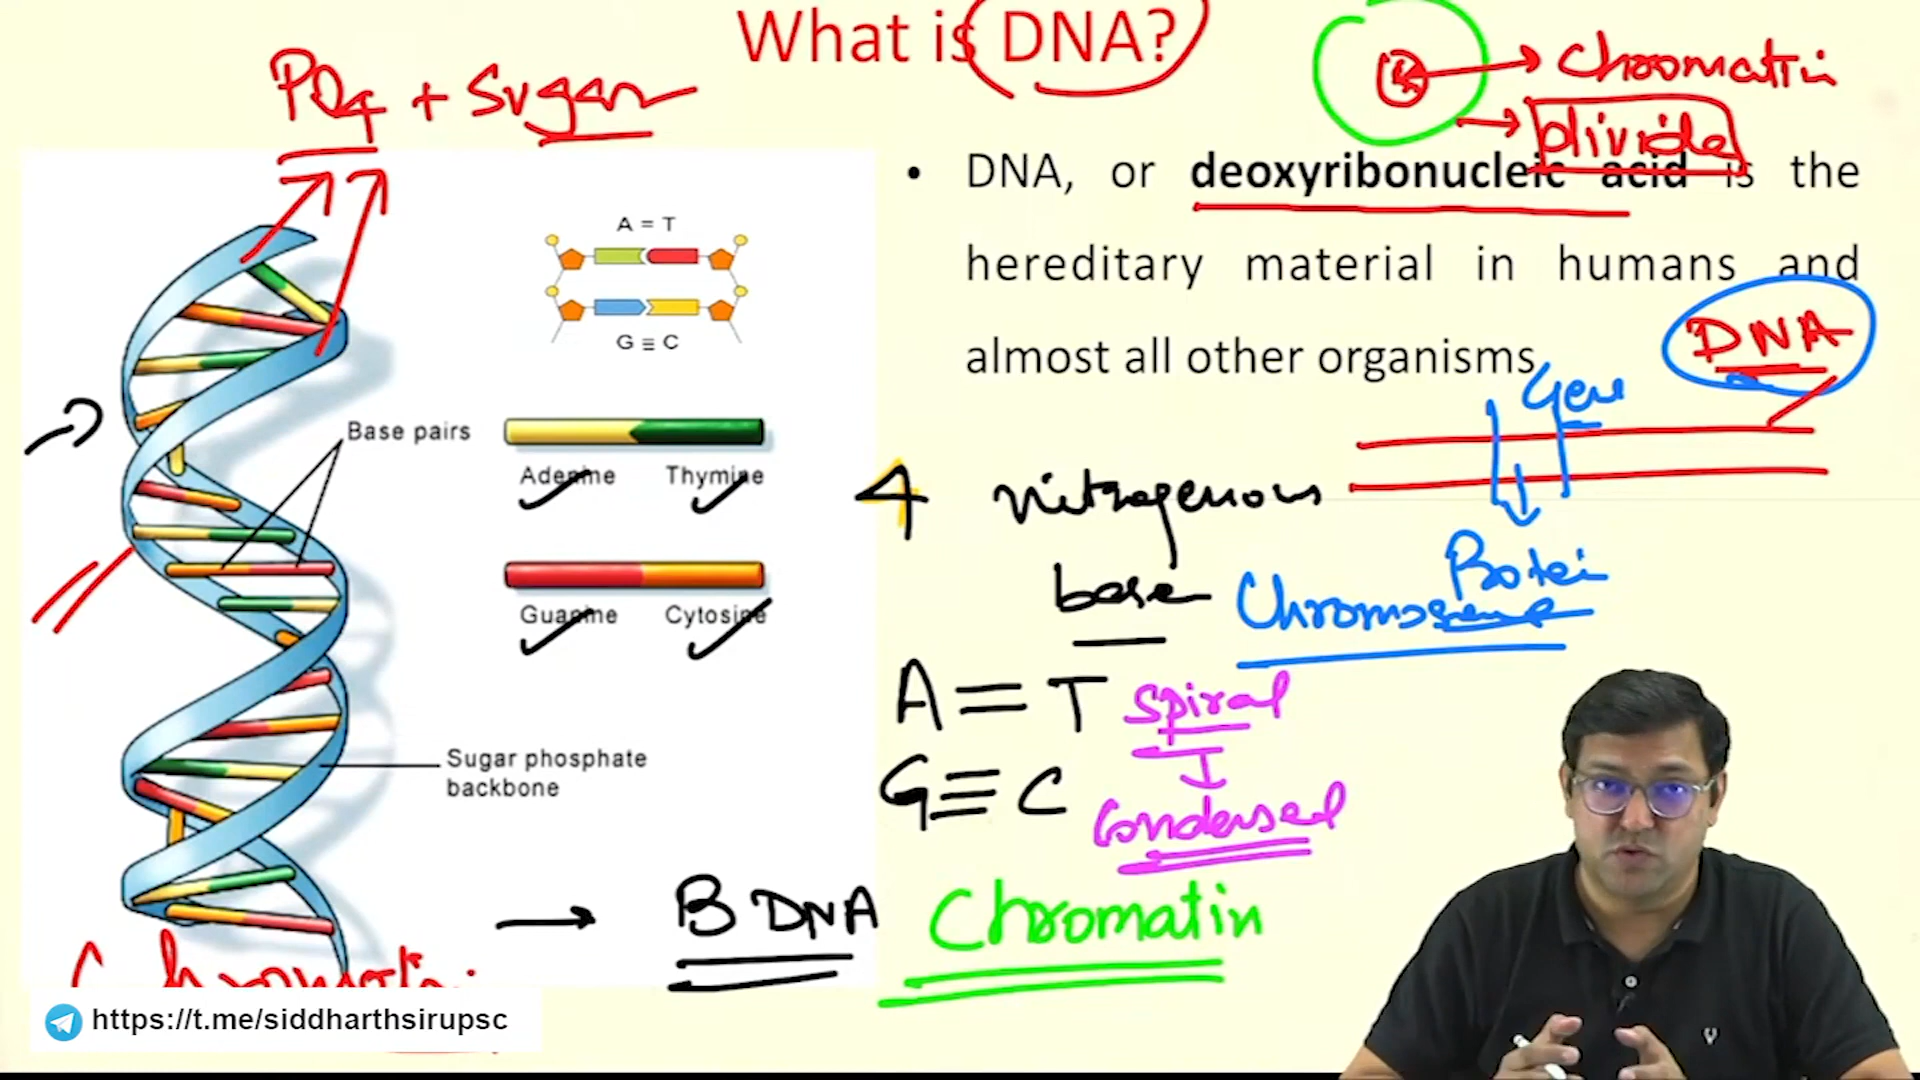 What is DNA?
PO4 + Sugar
Chromatin
divide
• DNA, or deoxyribonucleic acid is the
hereditary material in humans and
almost all other organisms
DNA
Gene
Protein
A = T
G ≡ C
Base pairs
Adenine Thymine
Guanine Cytosine
Sugar phosphate
backbone
4 nitrogenous
base
Chromosome
A = T
G ≡ C
Spiral
Condensed
B DNA
Chromatin
https://t.me/siddharthsirupsc